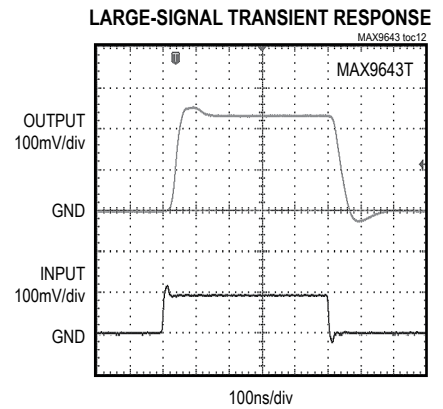 LARGE-SIGNAL TRANSIENT RESPONSE
MAX9643 toc12
MAX9643T
OUTPUT
100mV/div
GND
INPUT
100mV/div
GND
100ns/div